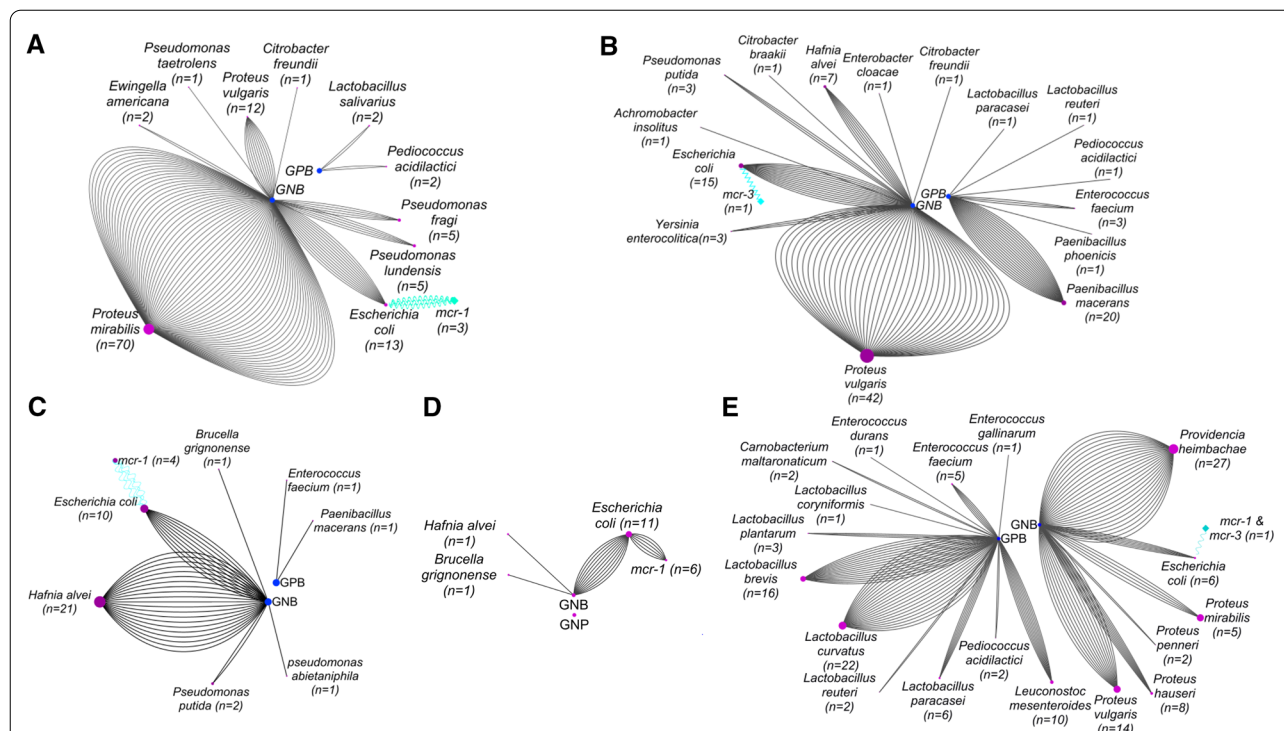 A
Pseudomonas
taetrolens
(n=1)
Citrobacter
freundii
(n=1)
Ewingella
americana
(n=2)
Proteus
vulgaris
(n=12)
Lactobacillus
salivarius
(n=2)
GPB
GNB
Pediococcus
acidilactici
(n=2)
Pseudomonas
fragi
(n=5)
Pseudomonas
lundensis
(n=5)
Escherichia
coli
(n=13)
mcr-1
(n=3)
Proteus
mirabilis
(n=70)
B
Pseudomonas
putida
(n=3)
Citrobacter
braakii
(n=1)
Hafnia
alvei
(n=7)
Enterobacter
cloacae
(n=1)
Citrobacter
freundii
(n=1)
Lactobacillus
paracasei
(n=1)
Lactobacillus
reuteri
(n=1)
Achromobacter
insolitus
(n=1)
Pediococcus
acidilactici
(n=1)
Escherichia
coli
(=15)
mcr-3
(n=1)
GPB
GNB
Enterococcus
faecium
(n=3)
Yersinia
enterocolitica(n=3)
Paenibacillus
phoenicis
(n=1)
Paenibacillus
macerans
(n=20)
Proteus
vulgaris
(n=42)
C
Brucella
grignonense
(n=1)
mcr-1 (n=4)
Escherichia coli
(n=10)
Enterococcus
faecium (n=1)
Paenibacillus
macerans (n=1)
GPB
GNB
Hafnia alvei
(n=21)
pseudomonas
abietaniphila
(n=1)
Pseudomonas
putida (n=2)
D
Hafnia alvei
(n=1)
Brucella
grignonense
(n=1)
Escherichia
coli (n=11)
mcr-1 (n=6)
GNB
GNP
E
Enterococcus
durans
(n=1)
Enterococcus
gallinarum
(n=1)
Carnobacterium
maltaronaticum
(n=2)
Enterococcus
faecium
(n=5)
Lactobacillus
coryniformis
(n=1)
Lactobacillus
plantarum
(n=3)
Lactobacillus
brevis
(n=16)
Lactobacillus
curvatus
(n=22)
Lactobacillus
reuteri
(n=2)
Lactobacillus
paracasei
(n=6)
Pediococcus
acidilactici
(n=2)
Leuconostoc
mesenteroides
(n=10)
GNB
GPB
Providencia
heimbachae
(n=27)
mcr-1 &
mcr-3 (n=1)
Escherichia
coli (n=6)
Proteus
mirabilis
(n=5)
Proteus
penneri
(n=2)
Proteus
hauseri
(n=8)
Proteus
vulgaris
(n=14)